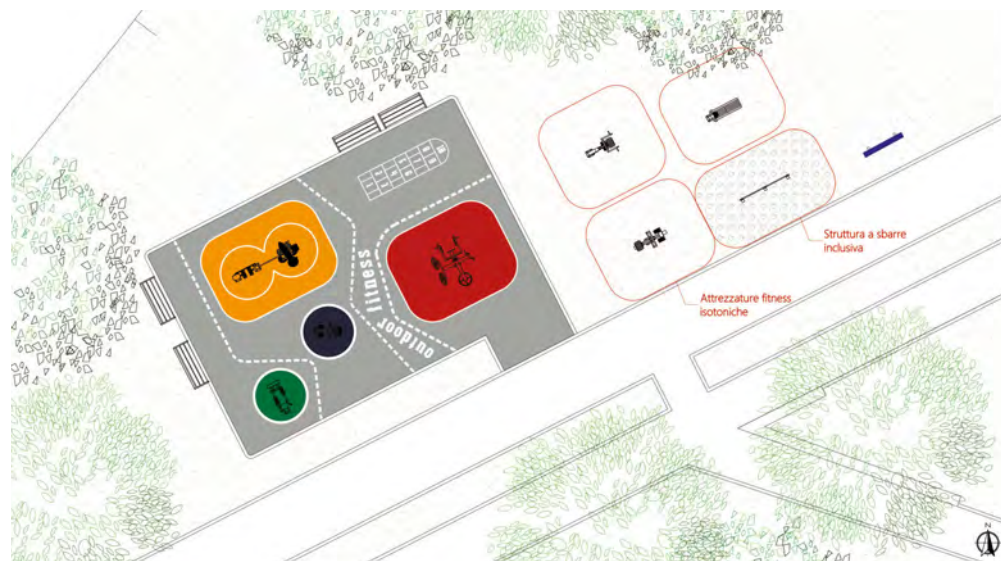 fitness
outdoor
Struttura a sbarre
inclusiva
Attrezzature fitness
isotoniche
N